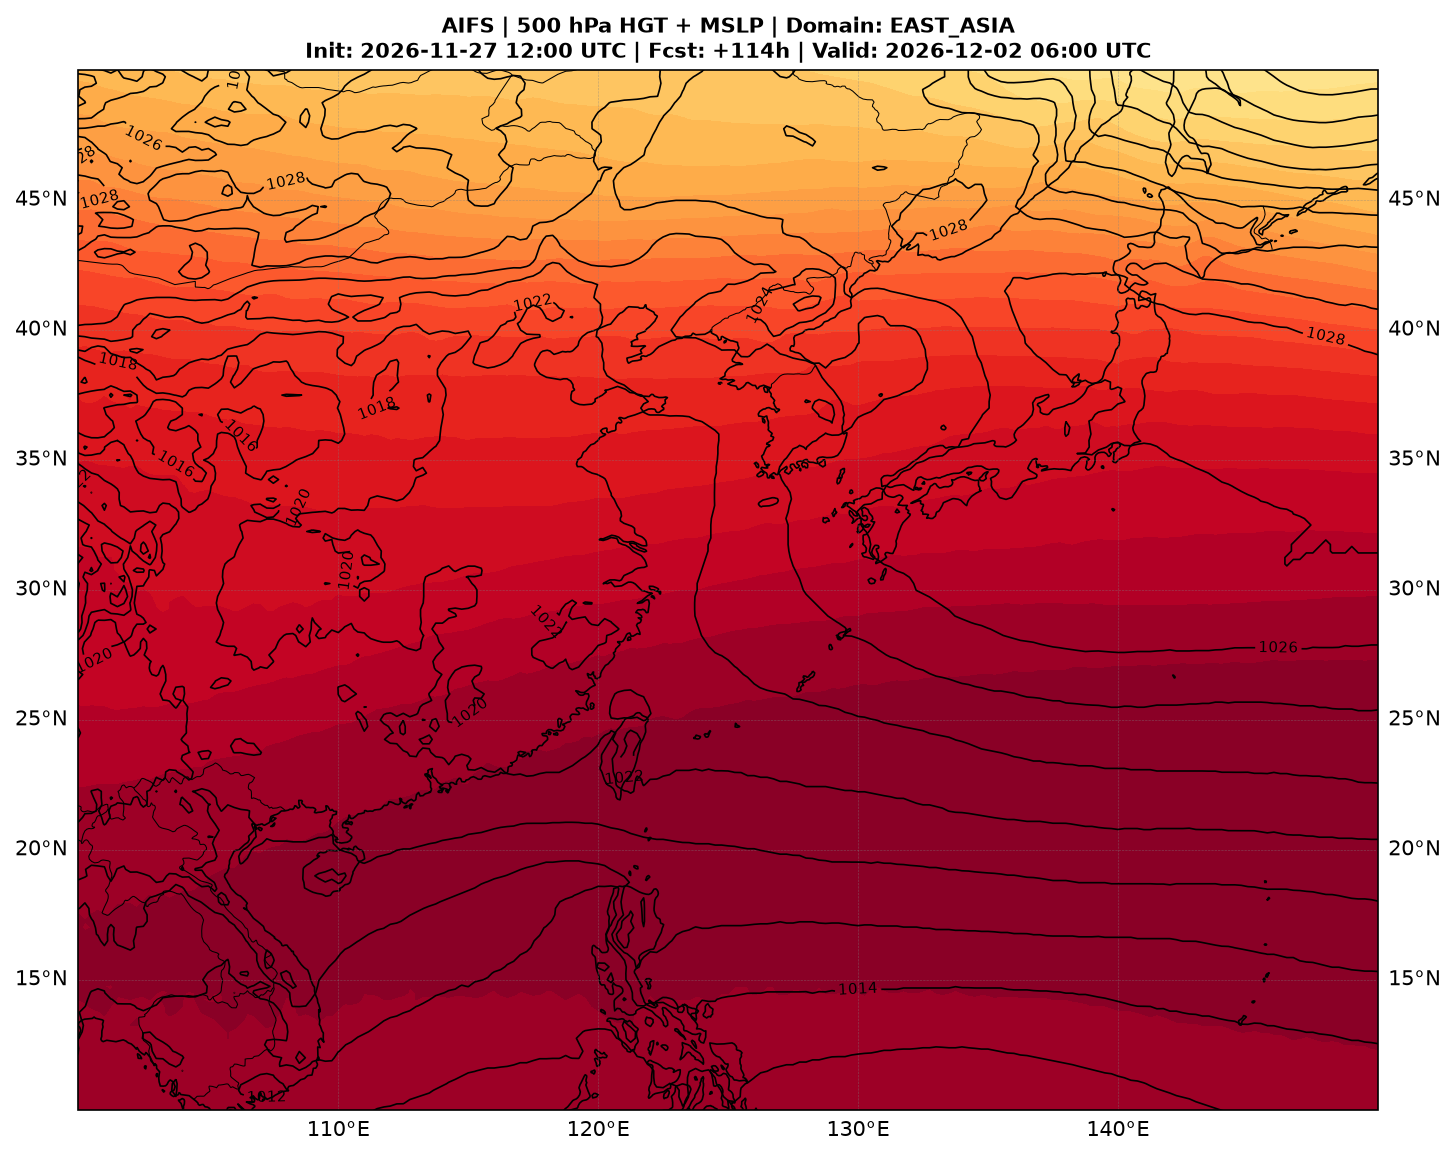 AIFS | 500 hPa HGT + MSLP | Domain: EAST_ASIA
Init: 2026-11-27 12:00 UTC | Fcst: +114h | Valid: 2026-12-02 06:00 UTC
1026
1028
1028
45°N
45°N
1028
1024
1022
40°N
40°N
1028
1018
1018
1016
1016
35°N
35°N
1020
1020
30°N
30°N
1022
1026
1020
1020
25°N
25°N
1022
20°N
20°N
15°N
15°N
1014
1012
110°E
120°E
130°E
140°E